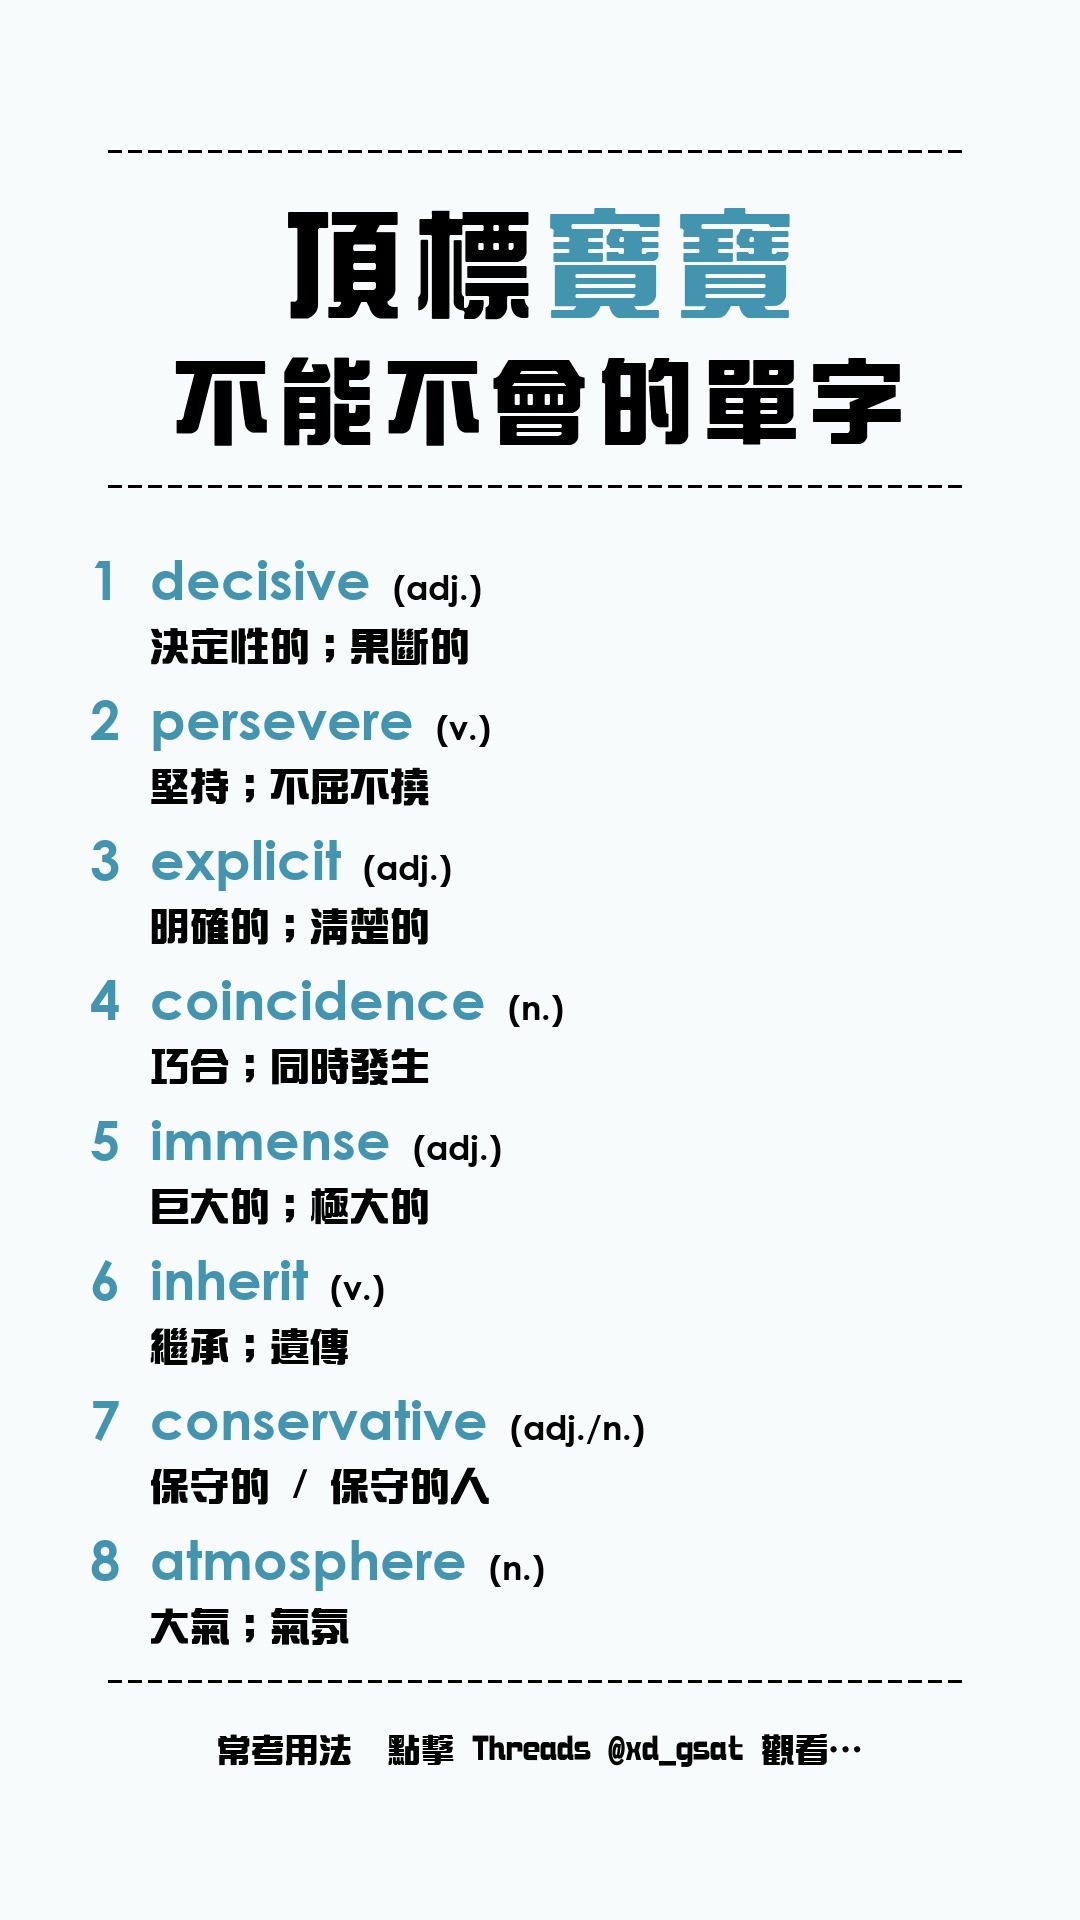 頂標寶寶
不能不會的單字
1 decisive (adj.)
決定性的；果斷的
2 persevere (v.)
堅持；不屈不撓
3 explicit (adj.)
明確的；清楚的
4 coincidence (n.)
巧合；同時發生
5 immense (adj.)
巨大的；極大的
6 inherit (v.)
繼承；遺傳
7 conservative (adj./n.)
保守的 / 保守的人
8 atmosphere (n.)
大氣；氣氛
常考用法 點擊 Threads @xd_gsat 觀看…